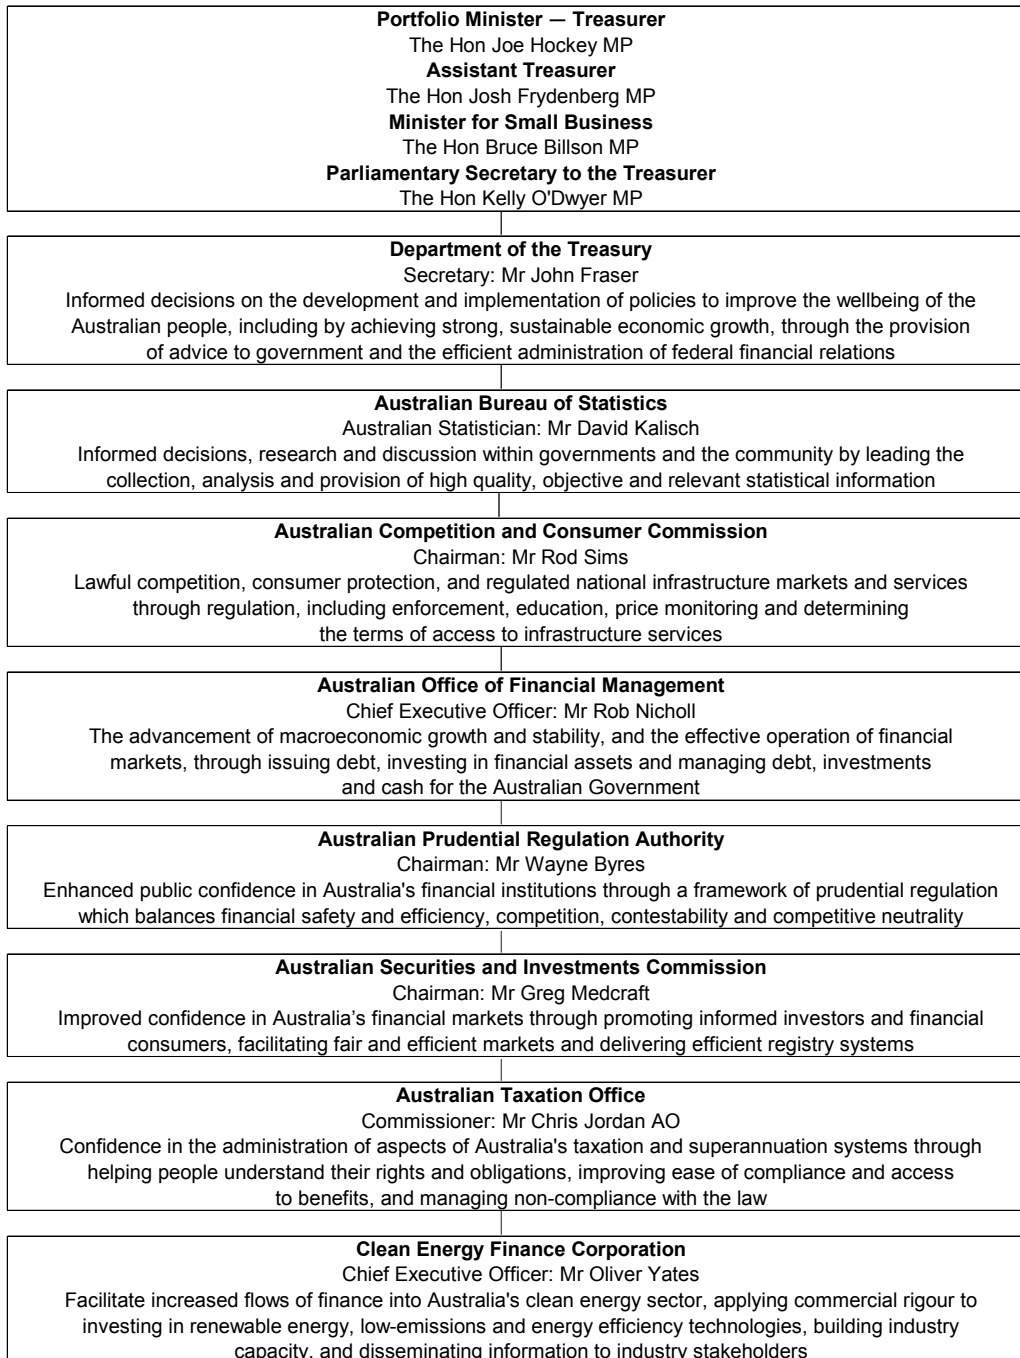 Portfolio Minister — Treasurer
The Hon Joe Hockey MP
Assistant Treasurer
The Hon Josh Frydenberg MP
Minister for Small Business
The Hon Bruce Billson MP
Parliamentary Secretary to the Treasurer
The Hon Kelly O'Dwyer MP
Department of the Treasury
Secretary: Mr John Fraser
Informed decisions on the development and implementation of policies to improve the wellbeing of the
Australian people, including by achieving strong, sustainable economic growth, through the provision
of advice to government and the efficient administration of federal financial relations
Australian Bureau of Statistics
Australian Statistician: Mr David Kalisch
Informed decisions, research and discussion within governments and the community by leading the
collection, analysis and provision of high quality, objective and relevant statistical information
Australian Competition and Consumer Commission
Chairman: Mr Rod Sims
Lawful competition, consumer protection, and regulated national infrastructure markets and services
through regulation, including enforcement, education, price monitoring and determining
the terms of access to infrastructure services
Australian Office of Financial Management
Chief Executive Officer: Mr Rob Nicholl
The advancement of macroeconomic growth and stability, and the effective operation of financial
markets, through issuing debt, investing in financial assets and managing debt, investments
and cash for the Australian Government
Australian Prudential Regulation Authority
Chairman: Mr Wayne Byres
Enhanced public confidence in Australia's financial institutions through a framework of prudential regulation
which balances financial safety and efficiency, competition, contestability and competitive neutrality
Australian Securities and Investments Commission
Chairman: Mr Greg Medcraft
Improved confidence in Australia’s financial markets through promoting informed investors and financial
consumers, facilitating fair and efficient markets and delivering efficient registry systems
Australian Taxation Office
Commissioner: Mr Chris Jordan AO
Confidence in the administration of aspects of Australia's taxation and superannuation systems through
helping people understand their rights and obligations, improving ease of compliance and access
to benefits, and managing non-compliance with the law
Clean Energy Finance Corporation
Chief Executive Officer: Mr Oliver Yates
Facilitate increased flows of finance into Australia's clean energy sector, applying commercial rigour to
investing in renewable energy, low-emissions and energy efficiency technologies, building industry
capacity, and disseminating information to industry stakeholders